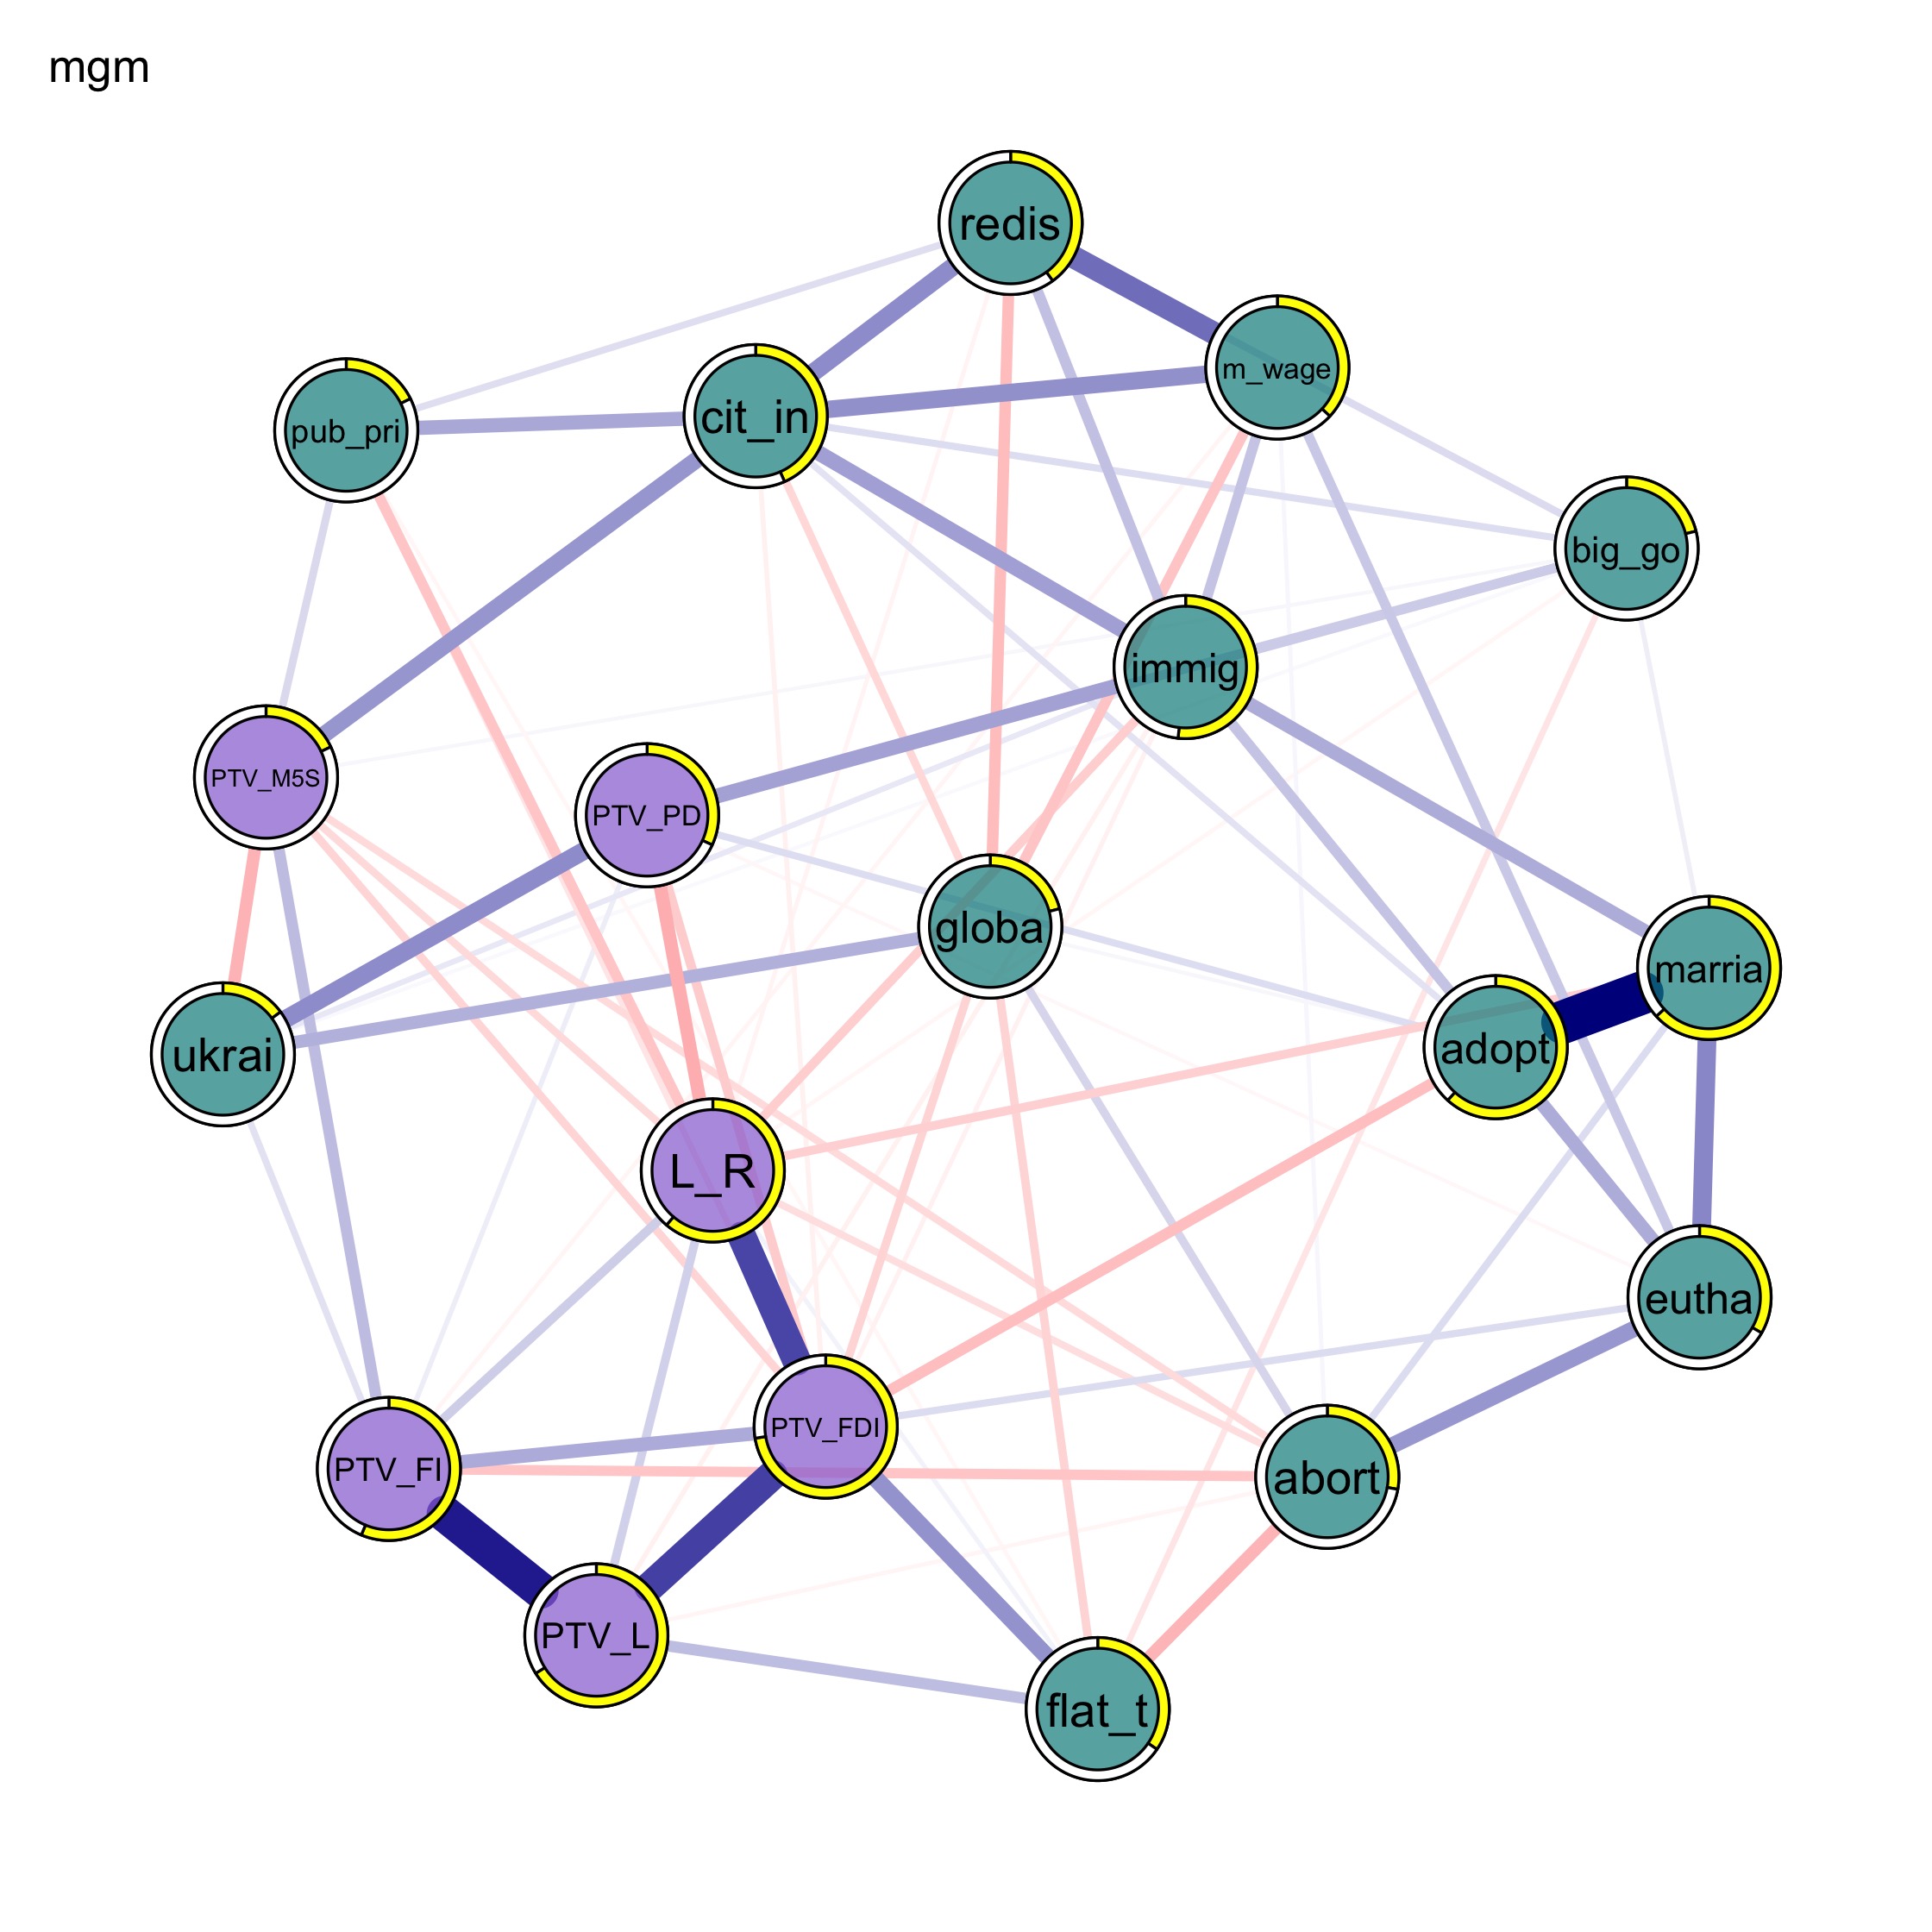 mgm
redis
m_wage
cit_in
pub_pri
big_go
immig
PTV_M5S
PTV_PD
globa
marria
adopt
ukrai
L_R
eutha
PTV_FDI
PTV_FI
abort
PTV_L
flat_t